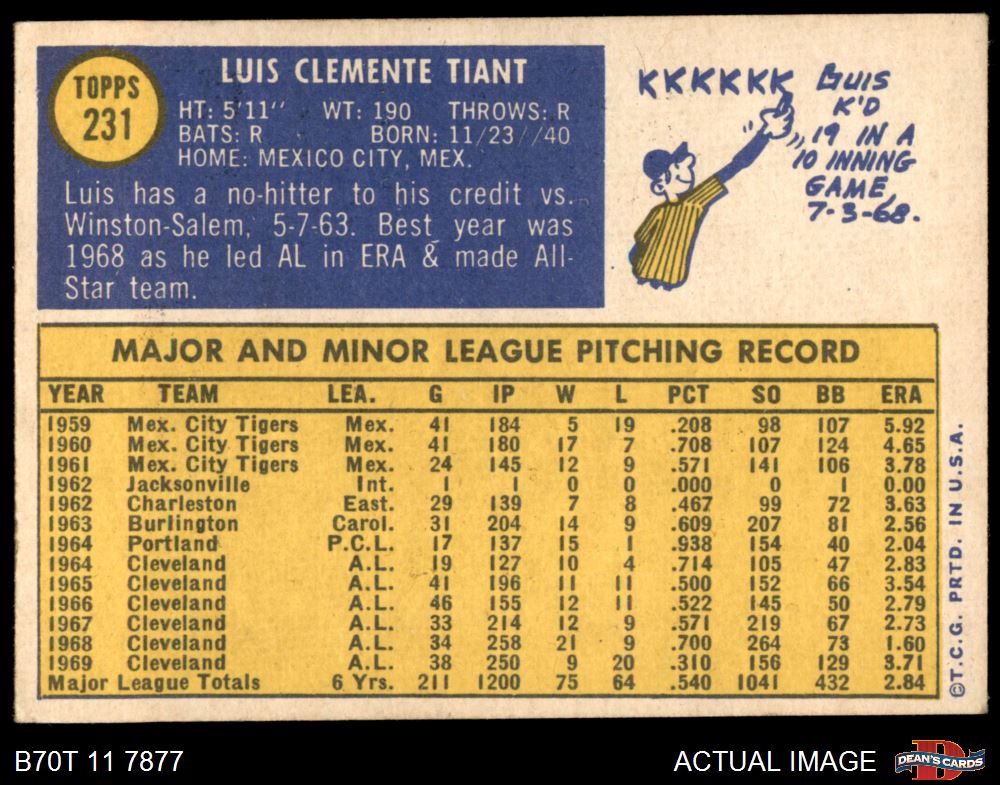 TOPPS
231
LUIS CLEMENTE TIANT
HT: 5'11" WT: 190 THROWS: R
BATS: R BORN: 11/23//40
HOME: MEXICO CITY, MEX.
Luis has a no-hitter to his credit vs.
Winston-Salem, 5-7-63. Best year was
1968 as he led AL in ERA & made All-
Star team.
KKKKKK
LUIS
K'D
19 IN A
10 INNING
GAME
7-3-68.
MAJOR AND MINOR LEAGUE PITCHING RECORD
YEAR TEAM LEA. G IP W L PCT SO BB ERA
1959 Mex. City Tigers Mex. 41 184 5 19 .208 98 107 5.92
1960 Mex. City Tigers Mex. 41 180 17 7 .708 107 124 4.65
1961 Mex. City Tigers Mex. 24 145 12 9 .571 141 106 3.78
1962 Jacksonville Int. 1 1 0 0 .000 0 1 0.00
1962 Charleston East. 29 139 7 8 .467 99 72 3.63
1963 Burlington Carol. 31 204 14 9 .609 207 81 2.56
1964 Portland P.C.L. 17 137 15 1 .938 154 40 2.04
1964 Cleveland A.L. 19 127 10 4 .714 105 47 2.83
1965 Cleveland A.L. 41 196 11 11 .500 152 66 3.54
1966 Cleveland A.L. 46 155 12 11 .522 145 50 2.79
1967 Cleveland A.L. 33 214 12 9 .571 219 67 2.73
1968 Cleveland A.L. 34 258 21 9 .700 264 73 1.60
1969 Cleveland A.L. 38 250 9 20 .310 156 129 3.71
Major League Totals 6 Yrs. 211 1200 75 64 .540 1041 432 2.84
©T.C.G. PRTD. IN U.S.A.
B70T 11 7877
ACTUAL IMAGE
DEAN'S CARDS